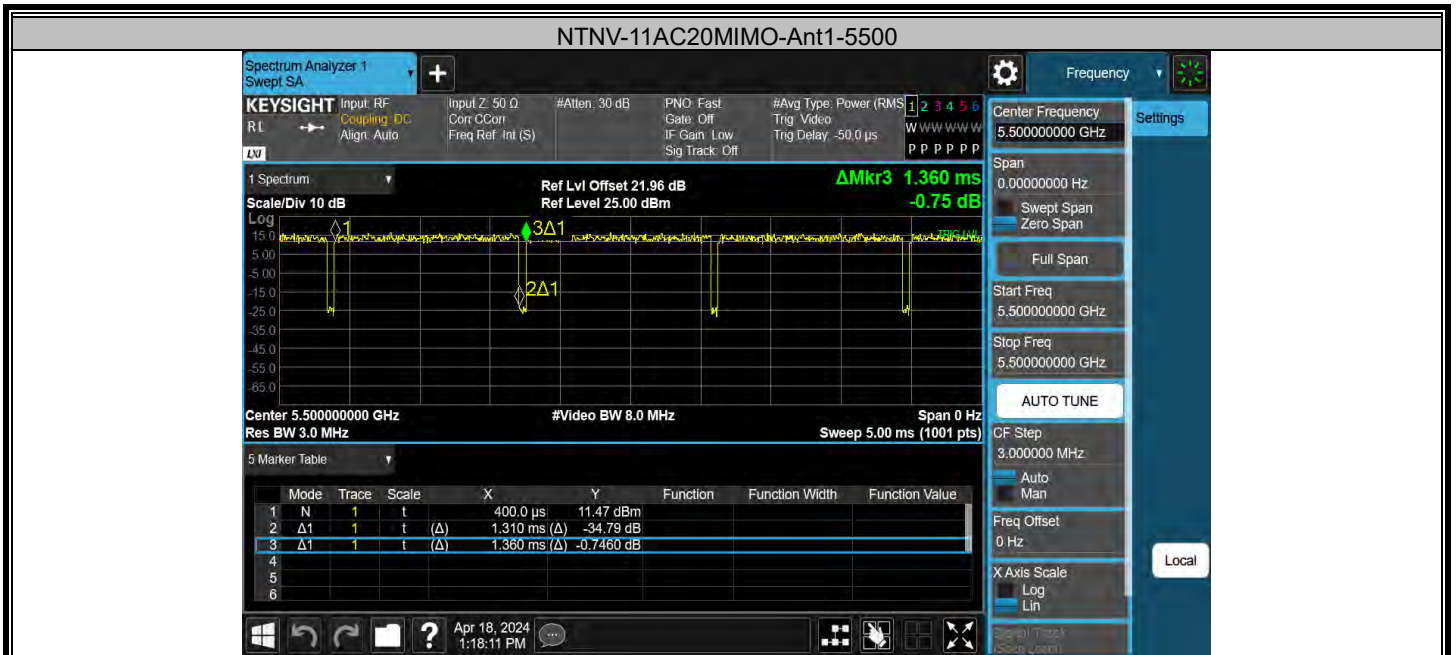 NTNV-11AC20MIMO-Ant1-5500
Spectrum Analyzer 1
Swept SA
+
Frequency
KEYSIGHT
RL
LXI
Input: RF
Coupling: DC
Align: Auto
Input Z: 50 Ω
Corr CCorr
Freq Ref: Int (S)
#Atten: 30 dB
PNO: Fast
Gate: Off
IF Gain: Low
Sig Track: Off
#Avg Type: Power (RMS
Trig: Video
Trig Delay: -50.0 µs
1 2 3 4 5 6
W W W W W W
P P P P P P
1 Spectrum
Scale/Div 10 dB
Ref Lvl Offset 21.96 dB
Ref Level 25.00 dBm
ΔMkr3 1.360 ms
-0.75 dB
Log
15.0
5.00
-5.00
-15.0
-25.0
-35.0
-45.0
-55.0
-65.0
1
3Δ1
2Δ1
TRIG LVL
Center 5.500000000 GHz
#Video BW 8.0 MHz
Span 0 Hz
Res BW 3.0 MHz
Sweep 5.00 ms (1001 pts)
5 Marker Table
Mode Trace Scale X Y Function Function Width Function Value
1 N 1 t 400.0 µs 11.47 dBm
2 Δ1 1 t (Δ) 1.310 ms (Δ) -34.79 dB
3 Δ1 1 t (Δ) 1.360 ms (Δ) -0.7460 dB
4
5
6
Apr 18, 2024
1:18:11 PM
Center Frequency
5.500000000 GHz
Settings
Span
0.00000000 Hz
Swept Span
Zero Span
Full Span
Start Freq
5.500000000 GHz
Stop Freq
5.500000000 GHz
AUTO TUNE
CF Step
3.000000 MHz
Auto
Man
Freq Offset
0 Hz
X Axis Scale
Log
Lin
Local
Signal Track
(Span Zoom)